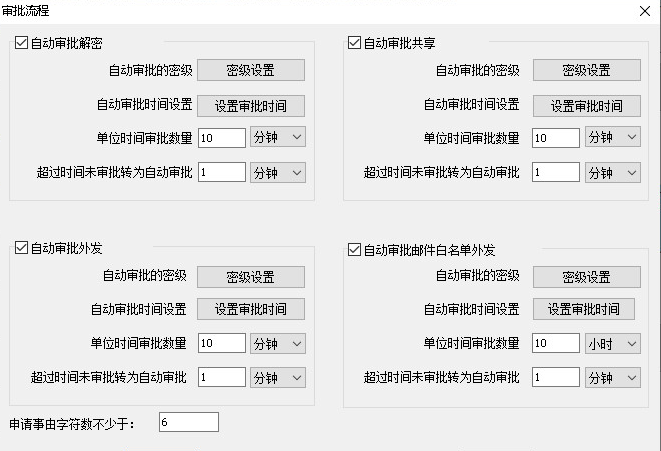 审批流程
自动审批解密
自动审批的密级 密级设置
自动审批时间设置 设置审批时间
单位时间审批数量 10 分钟
超过时间未审批转为自动审批 1 分钟
自动审批共享
自动审批的密级 密级设置
自动审批时间设置 设置审批时间
单位时间审批数量 10 分钟
超过时间未审批转为自动审批 1 分钟
自动审批外发
自动审批的密级 密级设置
自动审批时间设置 设置审批时间
单位时间审批数量 10 分钟
超过时间未审批转为自动审批 1 分钟
自动审批邮件白名单外发
自动审批的密级 密级设置
自动审批时间设置 设置审批时间
单位时间审批数量 10 小时
超过时间未审批转为自动审批 1 分钟
申请事由字符数不少于： 6